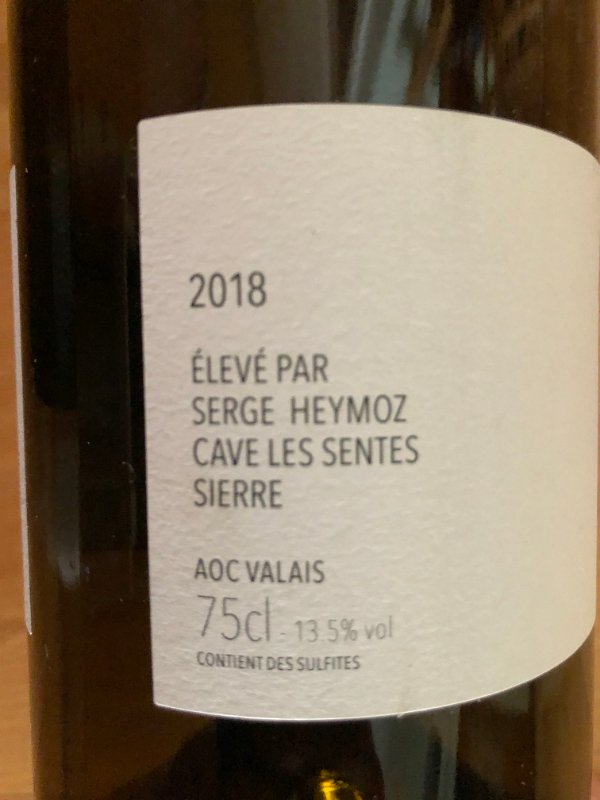 2018
ÉLEVÉ PAR
SERGE HEYMOZ
CAVE LES SENTES
SIERRE
AOC VALAIS
75cl - 13.5% vol
CONTIENT DES SULFITES